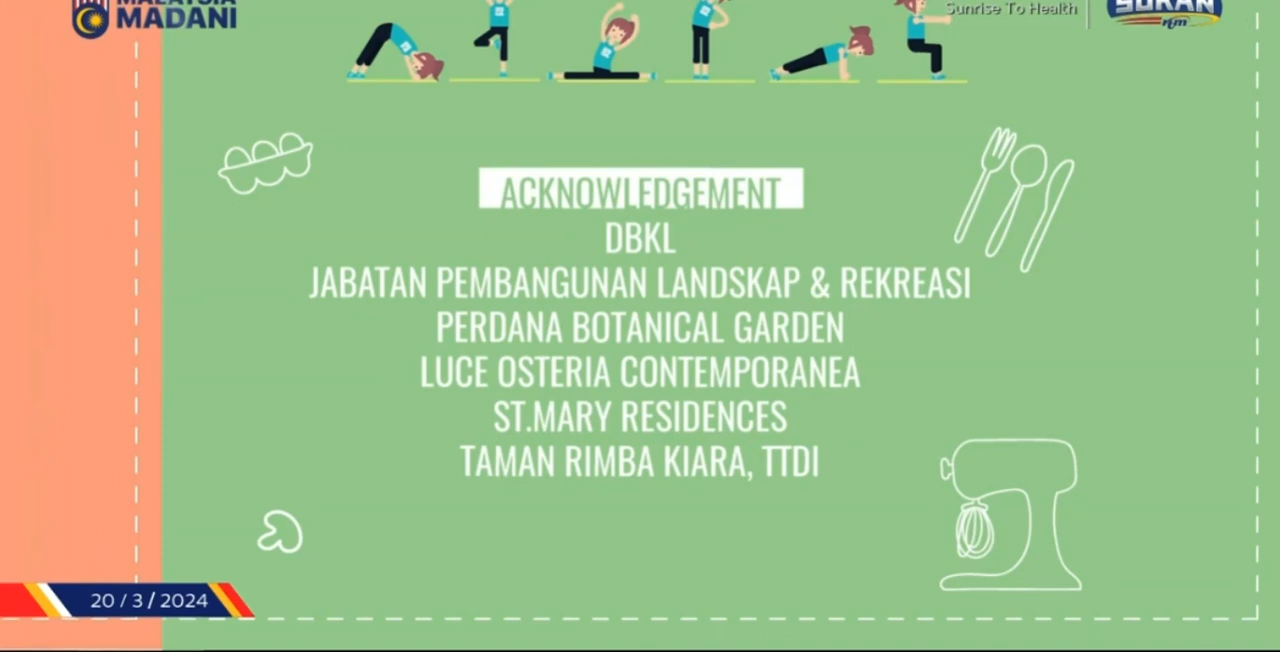 MALAYSIA
MADANI
Sunrise To Health
SUKAN
rtm
ACKNOWLEDGEMENT
DBKL
JABATAN PEMBANGUNAN LANDSKAP & REKREASI
PERDANA BOTANICAL GARDEN
LUCE OSTERIA CONTEMPORANEA
ST.MARY RESIDENCES
TAMAN RIMBA KIARA, TTDI
20 / 3 / 2024